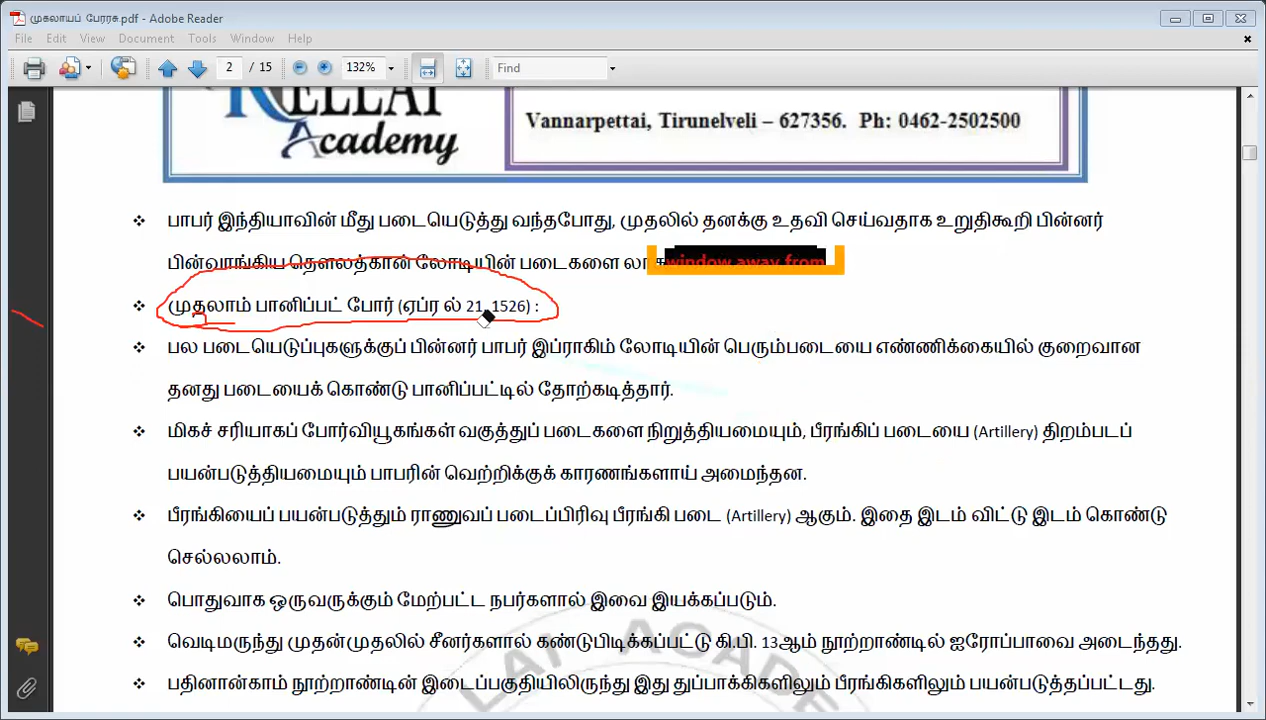 முகலாயப் பேரரசு.pdf - Adobe Reader
File Edit View Document Tools Window Help
2 / 15 132% Find
NELLAI
Academy
Vannarpettai, Tirunelveli – 627356. Ph: 0462-2502500
பாபர் இந்தியாவின் மீது படையெடுத்து வந்தபோது, முதலில் தனக்கு உதவி செய்வதாக உறுதிகூறி பின்னர்
பின்வாங்கிய தௌலத்கான் லோடியின் படைகளை window away from
முதலாம் பானிப்பட் போர் (ஏப்ர ல் 21, 1526) :
பல படையெடுப்புகளுக்குப் பின்னர் பாபர் இப்ராகிம் லோடியின் பெரும்படையை எண்ணிக்கையில் குறைவான
தனது படையைக் கொண்டு பானிப்பட்டில் தோற்கடித்தார்.
மிகச் சரியாகப் போர்வியூகங்கள் வகுத்துப் படைகளை நிறுத்தியமையும், பீரங்கிப் படையை (Artillery) திறம்படப்
பயன்படுத்தியமையும் பாபரின் வெற்றிக்குக் காரணங்களாய் அமைந்தன.
பீரங்கியைப் பயன்படுத்தும் ராணுவப் படைப்பிரிவு பீரங்கி படை (Artillery) ஆகும். இதை இடம் விட்டு இடம் கொண்டு
செல்லலாம்.
பொதுவாக ஒருவருக்கும் மேற்பட்ட நபர்களால் இவை இயக்கப்படும்.
வெடிமருந்து முதன்முதலில் சீனர்களால் கண்டுபிடிக்கப்பட்டு கி.பி. 13ஆம் நூற்றாண்டில் ஐரோப்பாவை அடைந்தது.
பதினான்காம் நூற்றாண்டின் இடைப்பகுதியிலிருந்து இது துப்பாக்கிகளிலும் பீரங்கிகளிலும் பயன்படுத்தப்பட்டது.